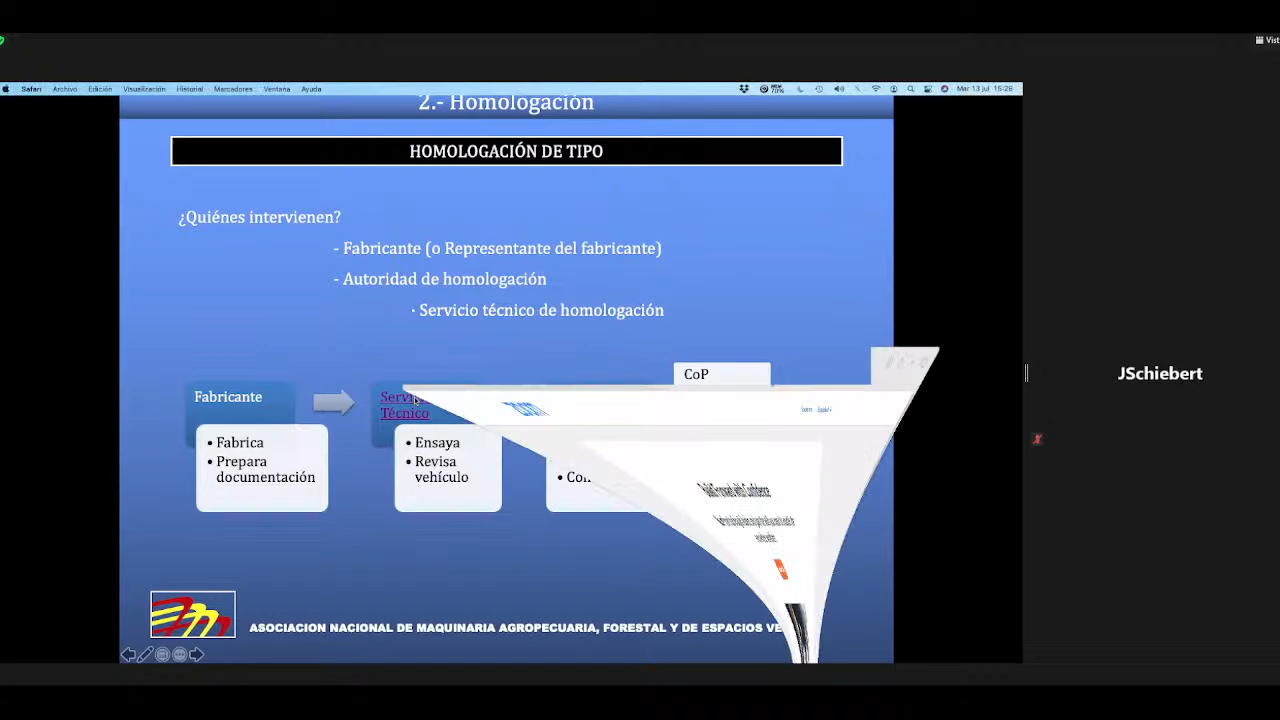 Vist
Safari Archivo Edición Visualización Historial Marcadores Ventana Ayuda
70%
Mar 13 jul 15:28
2.- Homologación
HOMOLOGACIÓN DE TIPO
¿Quiénes intervienen?
- Fabricante (o Representante del fabricante)
- Autoridad de homologación
· Servicio técnico de homologación
JSchiebert
CoP
Fabricante
Técnico
• Fabrica
• Prepara
documentación
• Ensaya
• Revisa
vehículo
ASOCIACION NACIONAL DE MAQUINARIA AGROPECUARIA, FORESTAL Y DE ESPACIOS VE